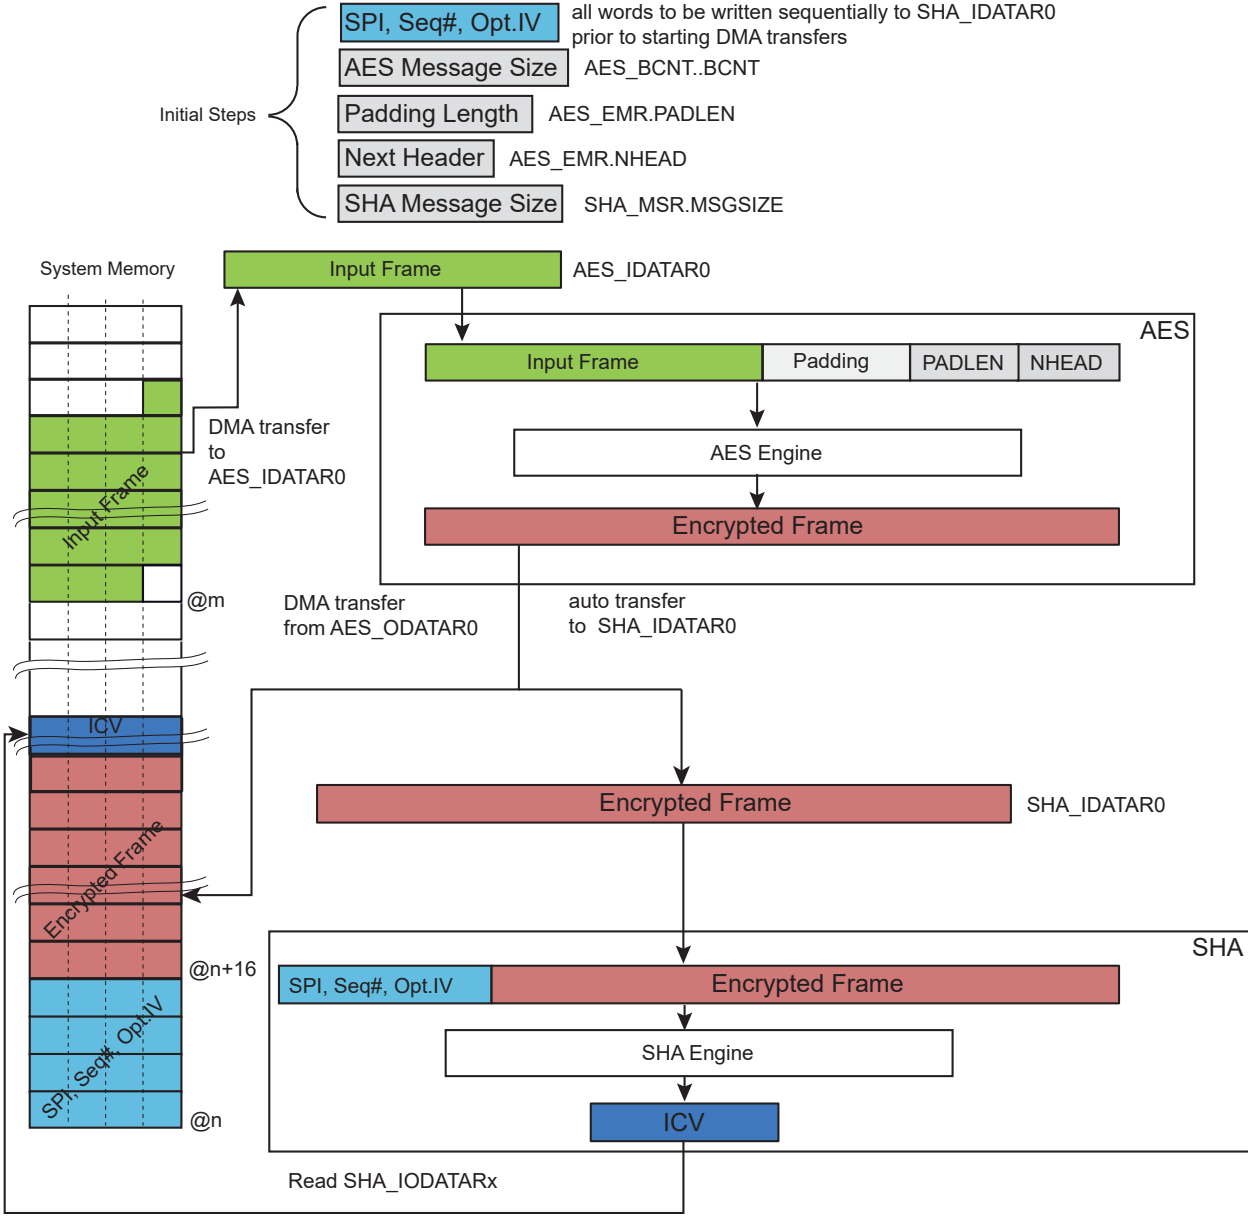 SPI, Seq#, Opt.IV
all words to be written sequentially to SHA_IDATAR0
prior to starting DMA transfers
AES Message Size
AES_BCNT..BCNT
Initial Steps
Padding Length
AES_EMR.PADLEN
Next Header
AES_EMR.NHEAD
SHA Message Size
SHA_MSR.MSGSIZE
System Memory
Input Frame
AES_IDATAR0
AES
Input Frame
Padding
PADLEN
NHEAD
DMA transfer
to
AES_IDATAR0
AES Engine
Input Frame
Encrypted Frame
@m
DMA transfer
from AES_ODATAR0
auto transfer
to SHA_IDATAR0
ICV
Encrypted Frame
SHA_IDATAR0
Encrypted Frame
SHA
@n+16
SPI, Seq#, Opt.IV
Encrypted Frame
SPI, Seq#, Opt.IV
SHA Engine
@n
ICV
Read SHA_IODATARx